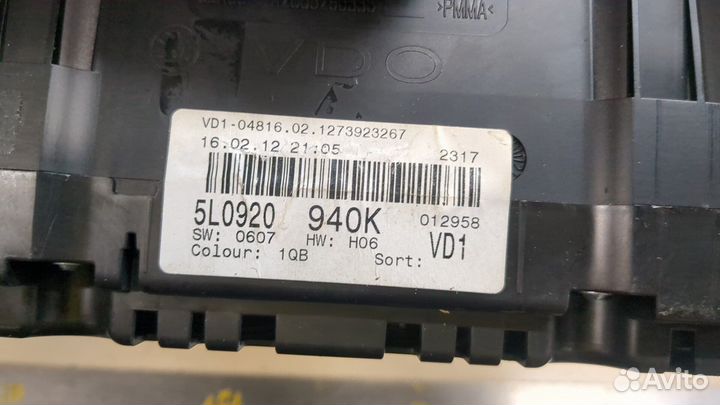 >PMMA<
VDO
VD1-04816.02.1273923267
16.02.12 21:05 2317
5L0920 940K 012958
SW: 0607 HW: H06 VD1
Colour: 1QB Sort:
Avito